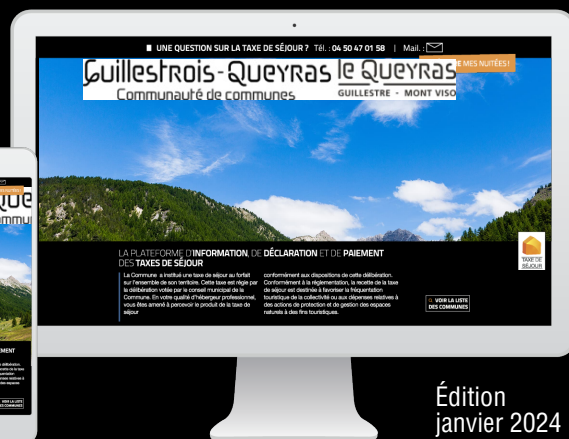 UNE QUESTION SUR LA TAXE DE SÉJOUR ? Tél. : 04 50 47 01 58 | Mail. :
ME MES NUITÉES !
Guillestrois-Queyras le Queyras
Communauté de communes GUILLESTRE - MONT VISO
LA PLATEFORME D'INFORMATION, DE DÉCLARATION ET DE PAIEMENT
DES TAXES DE SÉJOUR
La Commune a institué une taxe de séjour au forfait
sur l'ensemble de son territoire. Cette taxe est régie par
la délibération votée par le conseil municipal de la
Commune. En votre qualité d'hébergeur professionnel,
vous êtes amené à percevoir le produit de la taxe de
séjour
conformément aux dispositions de cette délibération.
Conformément à la réglementation, la recette de la taxe
de séjour est destinée à favoriser la fréquentation
touristique de la collectivité ou aux dépenses relatives à
des actions de protection et de gestion des espaces
naturels à des fins touristiques.
TAXE DE
SÉJOUR
VOIR LA LISTE
DES COMMUNES
VOIR LA LISTE
DES COMMUNES
Édition
janvier 2024